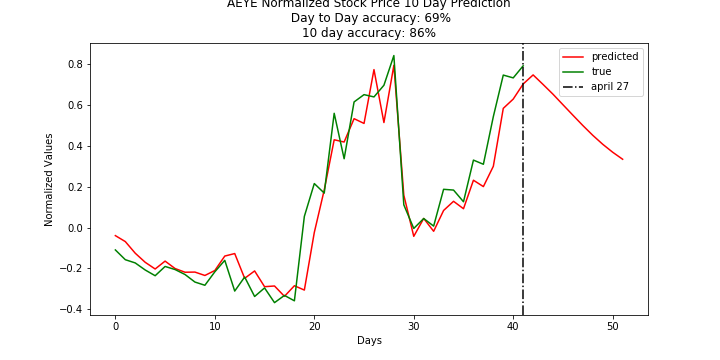 AEYE Normalized Stock Price 10 Day Prediction
Day to Day accuracy: 69%
10 day accuracy: 86%
predicted
true
april 27
Normalized Values
0.8
0.6
0.4
0.2
0.0
−0.2
−0.4
0
10
20
30
40
50
Days